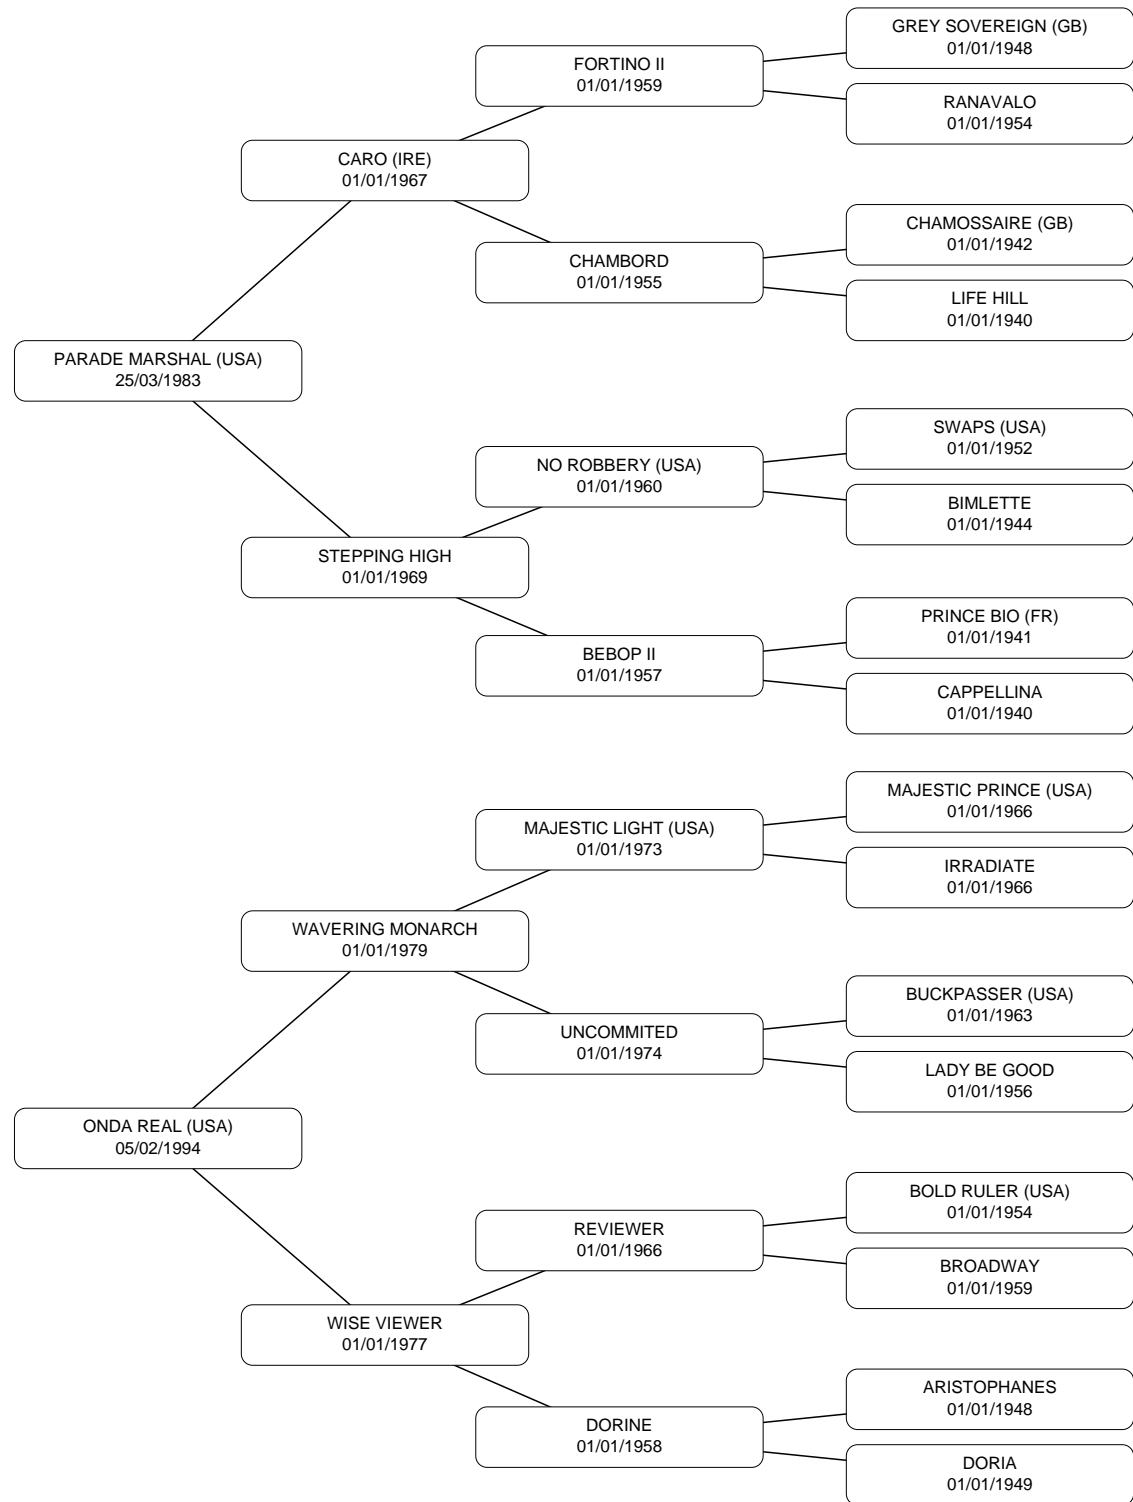 GREY SOVEREIGN (GB)
01/01/1948
FORTINO II
01/01/1959
RANAVALO
01/01/1954
CARO (IRE)
01/01/1967
CHAMOSSAIRE (GB)
01/01/1942
CHAMBORD
01/01/1955
LIFE HILL
01/01/1940
PARADE MARSHAL (USA)
25/03/1983
SWAPS (USA)
01/01/1952
NO ROBBERY (USA)
01/01/1960
BIMLETTE
01/01/1944
STEPPING HIGH
01/01/1969
PRINCE BIO (FR)
01/01/1941
BEBOP II
01/01/1957
CAPPELLINA
01/01/1940
MAJESTIC PRINCE (USA)
01/01/1966
MAJESTIC LIGHT (USA)
01/01/1973
IRRADIATE
01/01/1966
WAVERING MONARCH
01/01/1979
BUCKPASSER (USA)
01/01/1963
UNCOMMITED
01/01/1974
LADY BE GOOD
01/01/1956
ONDA REAL (USA)
05/02/1994
BOLD RULER (USA)
01/01/1954
REVIEWER
01/01/1966
BROADWAY
01/01/1959
WISE VIEWER
01/01/1977
ARISTOPHANES
01/01/1948
DORINE
01/01/1958
DORIA
01/01/1949